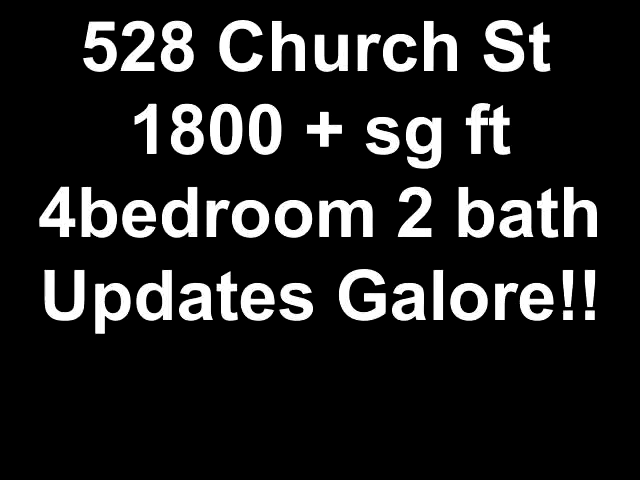 528 Church St
1800 + sg ft
4bedroom 2 bath
Updates Galore!!